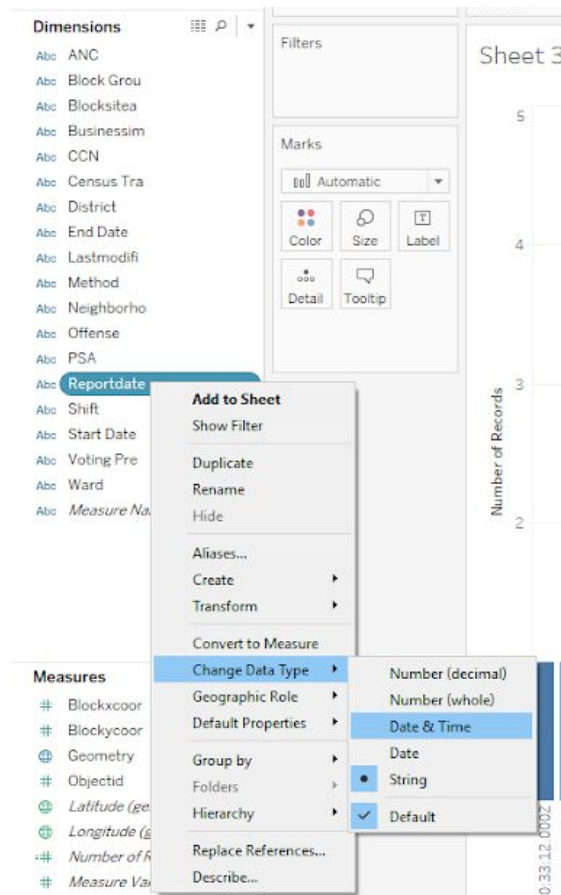 Dimensions
Abc ANC
Abc Block Grou
Abc Blocksitea
Abc Businessim
Abc CCN
Abc Census Tra
Abc District
Abc End Date
Abc Lastmodifi
Abc Method
Abc Neighborho
Abc Offense
Abc PSA
Abc Reportdate
Abc Shift
Abc Start Date
Abc Voting Pre
Abc Ward
Abc Measure Na
Measures
# Blockxcoor
# Blockycoor
Geometry
# Objectid
Latitude (ge
Longitude (g
=# Number of R
# Measure Va
Filters
Marks
Automatic
Color
Size
T
Label
Detail
Tooltip
Sheet 3
5
4
3
2
Number of Records
0:33:12.000Z
Add to Sheet
Show Filter
Duplicate
Rename
Hide
Aliases...
Create
Transform
Convert to Measure
Change Data Type
Geographic Role
Default Properties
Group by
Folders
Hierarchy
Replace References...
Describe...
Number (decimal)
Number (whole)
Date & Time
Date
String
Default